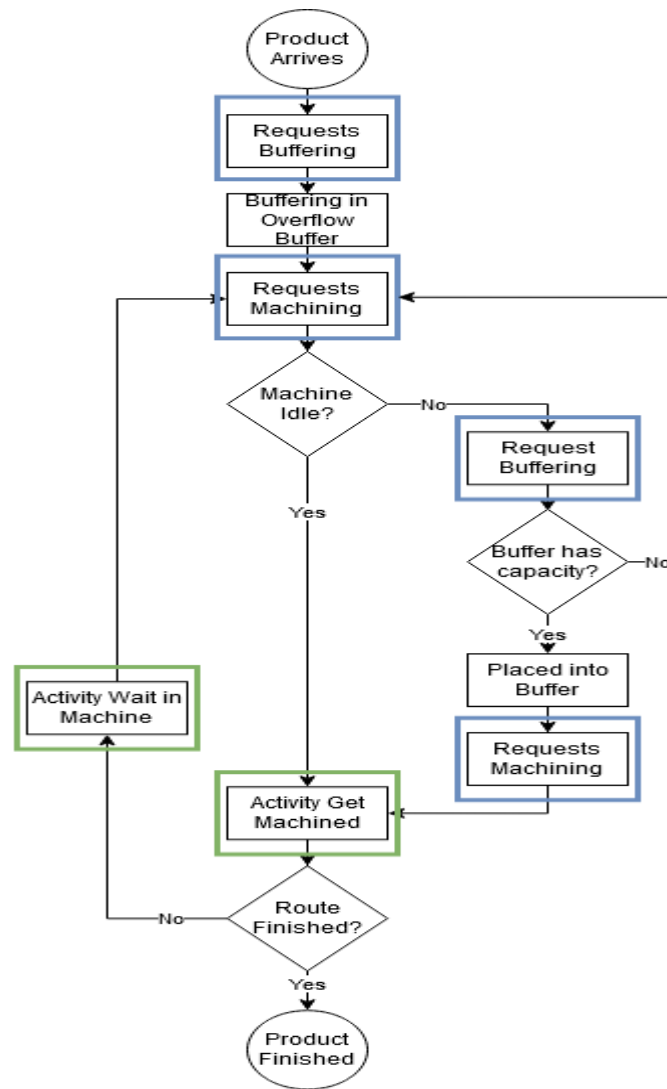 Product
Arrives
Requests
Buffering
Buffering in
Overflow
Buffer
Requests
Machining
Machine
Idle?
No
Request
Buffering
Yes
Buffer has
capacity?
No
Yes
Placed into
Buffer
Activity Wait in
Machine
Requests
Machining
Activity Get
Machined
Route
Finished?
No
Yes
Product
Finished